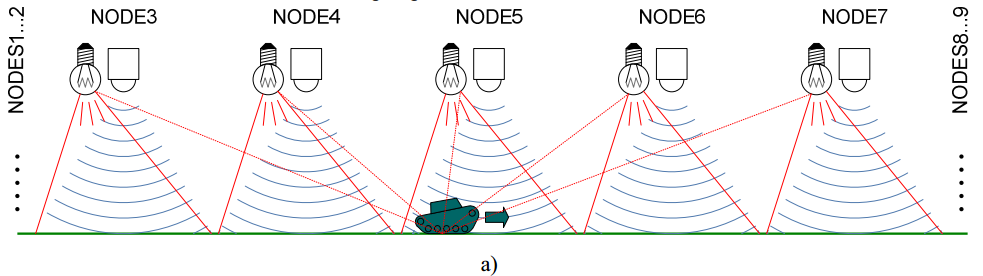 NODE3 NODE4 NODE5 NODE6 NODE7
NODES1...2
NODES8...9
a)